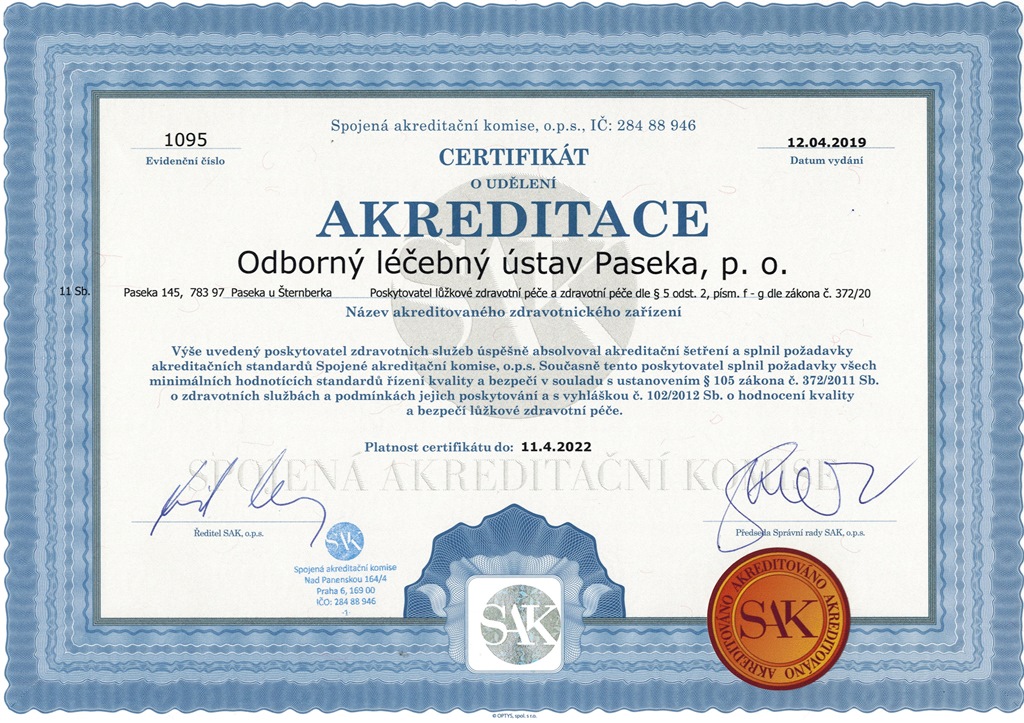 Spojená akreditační komise, o.p.s., IČ: 284 88 946
1095
Evidenční číslo
12.04.2019
Datum vydání
CERTIFIKÁT
O UDĚLENÍ
AKREDITACE
Odborný léčebný ústav Paseka, p. o.
11 Sb. Paseka 145, 783 97 Paseka u Šternberka Poskytovatel lůžkové zdravotní péče a zdravotní péče dle § 5 odst. 2, písm. f - g dle zákona č. 372/20
Název akreditovaného zdravotnického zařízení
Výše uvedený poskytovatel zdravotních služeb úspěšně absolvoval akreditační šetření a splnil požadavky
akreditačních standardů Spojené akreditační komise, o.p.s. Současně tento poskytovatel splnil požadavky všech
minimálních hodnotících standardů řízení kvality a bezpečí v souladu s ustanovením § 105 zákona č. 372/2011 Sb.
o zdravotních službách a podmínkách jejich poskytování a s vyhláškou č. 102/2012 Sb. o hodnocení kvality
a bezpečí lůžkové zdravotní péče.
Platnost certifikátu do: 11.4.2022
SPOJENÁ AKREDITAČNÍ KOMISE
Ředitel SAK, o.p.s.
Předseda Správní rady SAK, o.p.s.
SAK
Spojená akreditační komise
Nad Panenskou 164/4
Praha 6, 169 00
IČO: 284 88 946
-1-
SAK
AKREDITOVÁNO AKREDITOVÁNO AKREDITOVÁNO
SAK
SAK
© OPTYS, spol. s r.o.